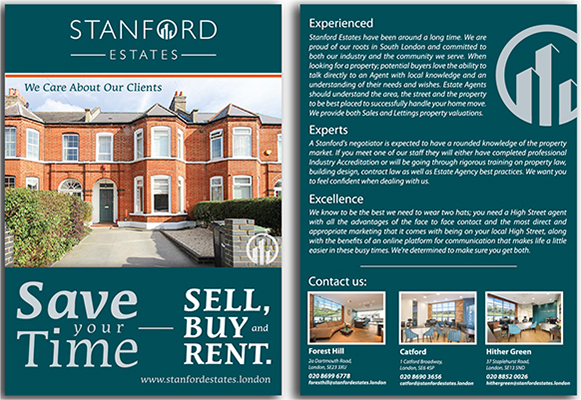 STANFORD
ESTATES
We Care About Our Clients
Save
your
Time
SELL,
BUY and
RENT.
www.stanfordestates.london
Experienced
Stanford Estates have been around a long time. We are
proud of our roots in South London and committed to
both our industry and the community we serve. When
looking for a property; potential buyers love the ability to
talk directly to an Agent with local knowledge and an
understanding of their needs and wishes. Estate Agents
should understand the area, the street and the property
to be best placed to successfully handle your home move.
We provide both Sales and Lettings property valuations.
Experts
A Stanford's negotiator is expected to have a rounded knowledge of the property
market. If you meet one of our staff they will either have completed professional
Industry Accreditation or will be going through rigorous training on property law,
building design, contract law as well as Estate Agency best practices. We want you
to feel confident when dealing with us.
Excellence
We know to be the best we need to wear two hats; you need a High Street agent
with all the advantages of the face to face contact and the most direct and
appropriate marketing that it comes with being on your local High Street, along
with the benefits of an online platform for communication that makes life a little
easier in these busy times. We're determined to make sure you get both.
Contact us:
Forest Hill
2a Dartmouth Road,
London, SE23 3XU
020 8699 6778
foresthill@stanfordestates.london
Catford
1 Catford Broadway,
London, SE6 4SP
020 8690 3656
catford@stanfordestates.london
Hither Green
37 Staplehurst Road,
London, SE13 5ND
020 8852 0026
hithergreen@stanfordestates.london